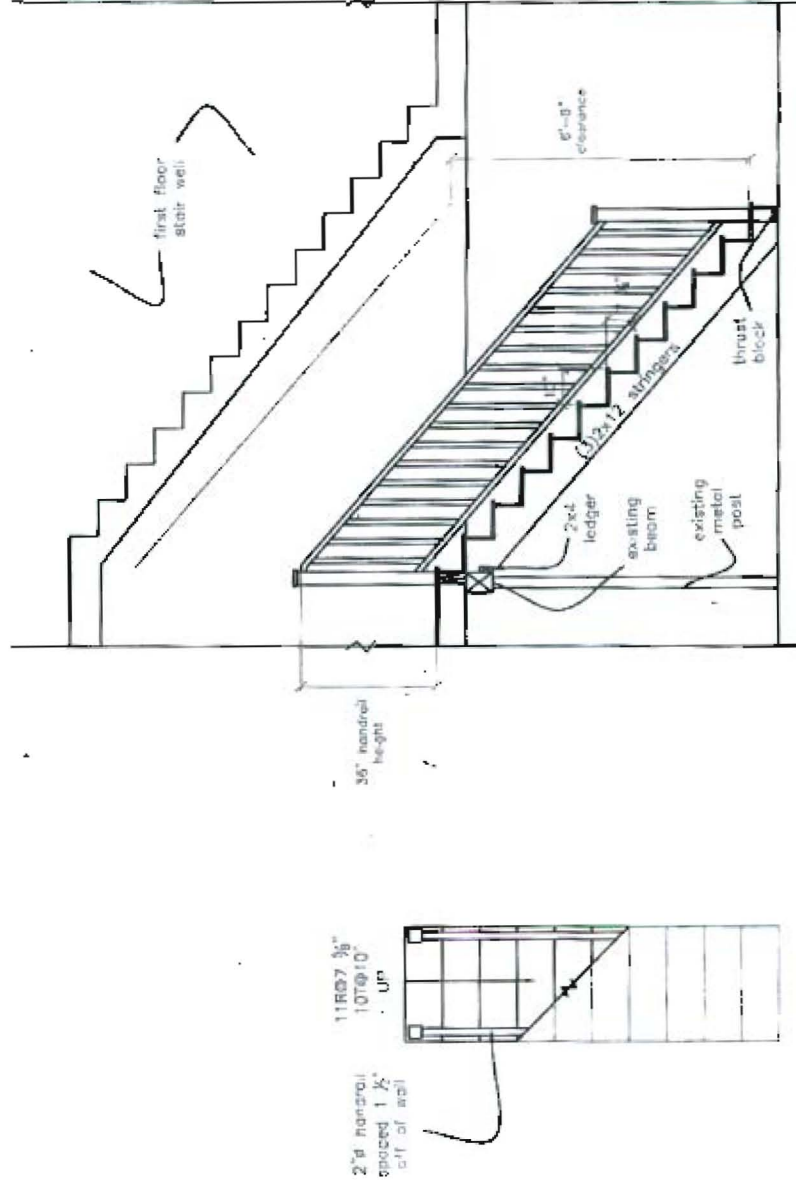 first floor
stair well
6'-8"
clearance
(3)2x12 stringers
thrust
block
2x4
ledger
existing
beam
existing
metal
post
36" handrail
height
10"
11R@7
10T@10"
UP
2"ø handrail
spaced 1 ½"
off of wall